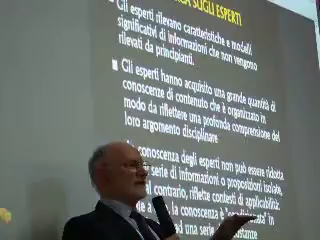 SUGLI ESPERTI
Gli esperti rilevano caratteristiche e modelli
significativi di informazioni che non vengono
rilevati da principianti.
Gli esperti hanno acquisito una grande quantità di
conoscenze di contenuto che è organizzato in
modo da riflettere una profonda comprensione del
loro argomento disciplinare
conoscenza degli esperti non può essere ridotta
serie di informazioni o proposizioni isolate,
al contrario, riflette contesti di applicabilità.
la conoscenza è
in una serie